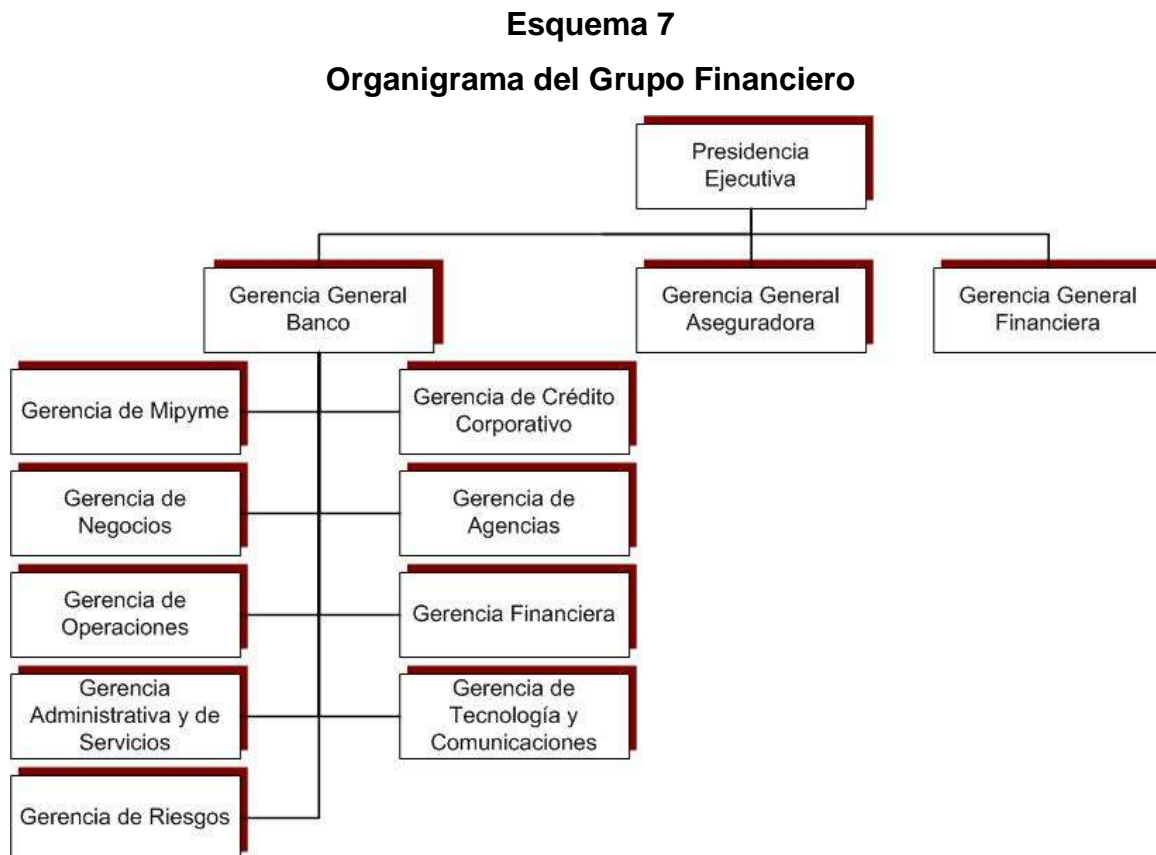 Esquema 7
Organigrama del Grupo Financiero
Presidencia
Ejecutiva
Gerencia General
Banco
Gerencia General
Aseguradora
Gerencia General
Financiera
Gerencia de Mipyme
Gerencia de Crédito
Corporativo
Gerencia de
Negocios
Gerencia de
Agencias
Gerencia de
Operaciones
Gerencia Financiera
Gerencia
Administrativa y de
Servicios
Gerencia de
Tecnología y
Comunicaciones
Gerencia de Riesgos